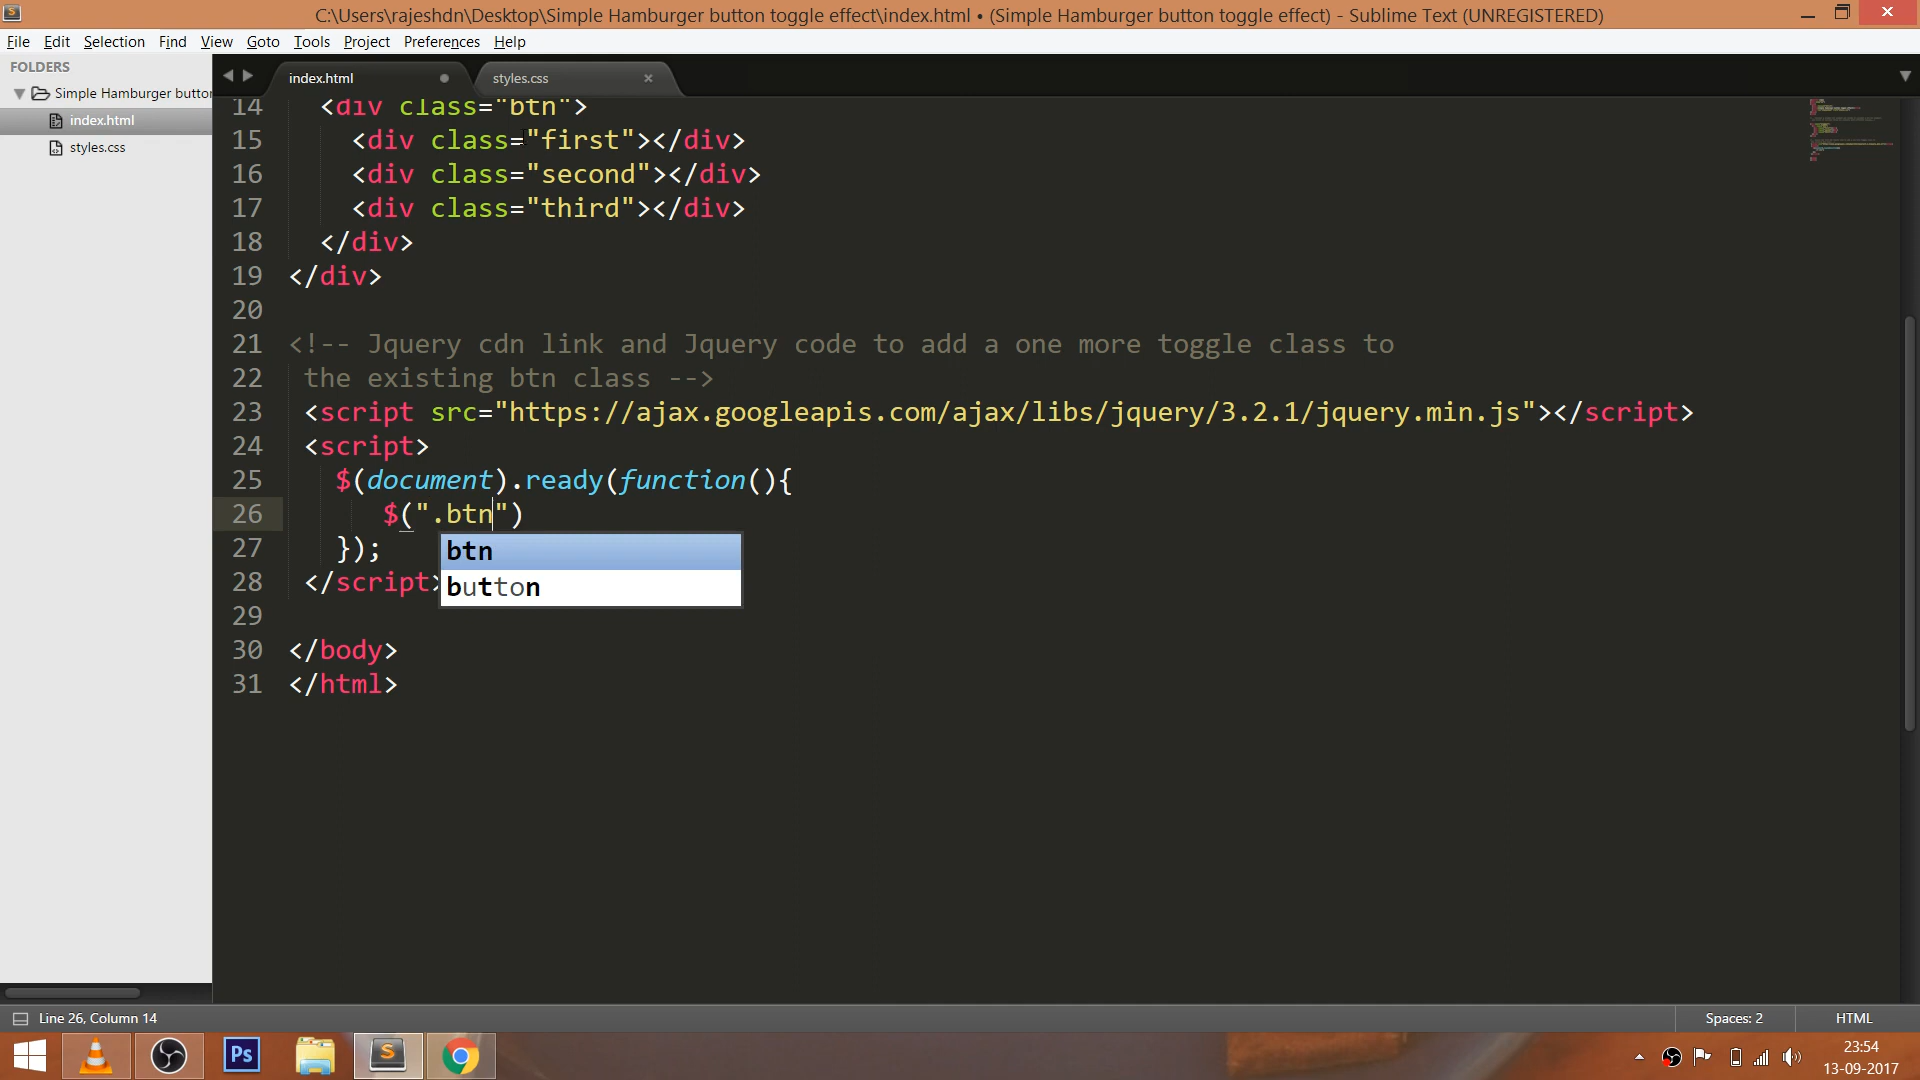 C:\Users\rajeshdn\Desktop\Simple Hamburger button toggle effect\index.html • (Simple Hamburger button toggle effect) - Sublime Text (UNREGISTERED)
File Edit Selection Find View Goto Tools Project Preferences Help
FOLDERS
Simple Hamburger button
index.html
styles.css
index.html
styles.css
14 <div class="btn">
15 <div class="first"></div>
16 <div class="second"></div>
17 <div class="third"></div>
18 </div>
19 </div>
20
21 <!-- Jquery cdn link and Jquery code to add a one more toggle class to
22 the existing btn class -->
23 <script src="https://ajax.googleapis.com/ajax/libs/jquery/3.2.1/jquery.min.js"></script>
24 <script>
25 $(document).ready(function(){
26 $(".btn")
27 });
28 </script>
29
30 </body>
31 </html>
btn
button
Line 26, Column 14
Spaces: 2
HTML
Ps
23:54
13-09-2017